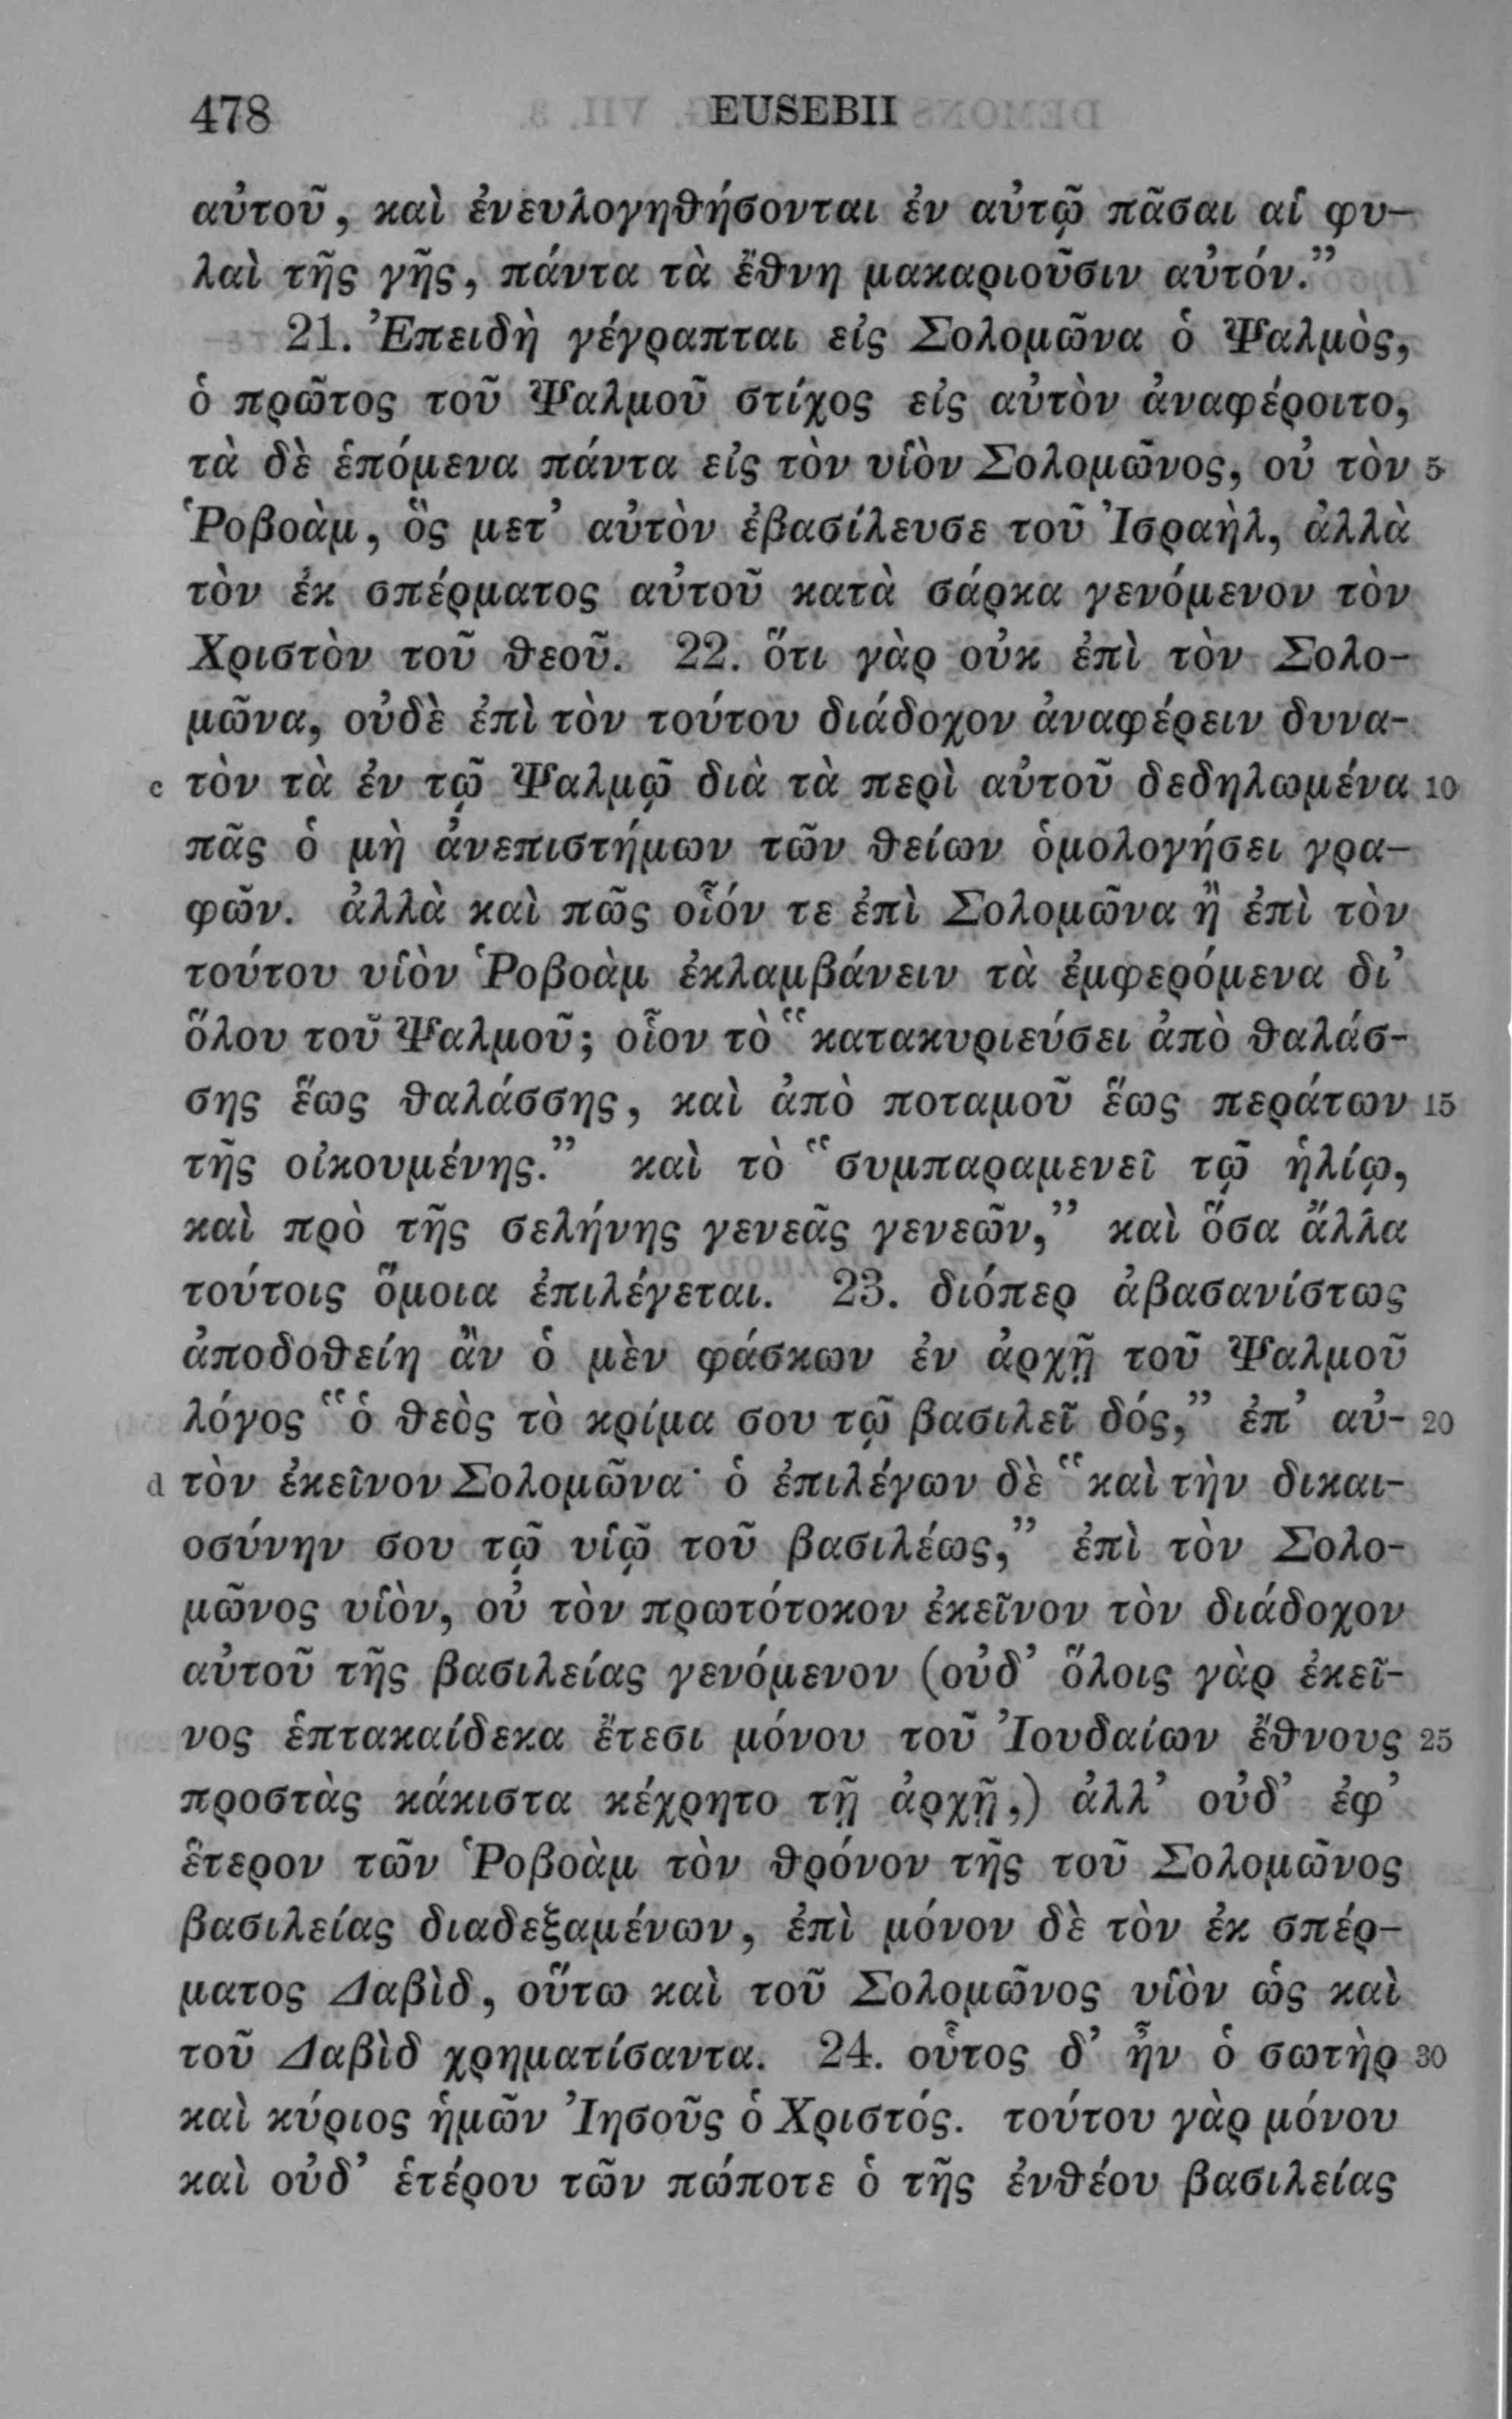 478 EUSEBII
αὐτοῦ, καὶ ἐνευλογηθήσονται ἐν αὐτῷ πᾶσαι αἱ φυ-
λαὶ τῆς γῆς, πάντα τὰ ἔθνη μακαριοῦσιν αὐτόν.”
21. Ἐπειδὴ γέγραπται εἰς Σολομῶνα ὁ Ψαλμὸς,
ὁ πρῶτος τοῦ Ψαλμοῦ στίχος εἰς αὐτὸν ἀναφέροιτο,
τὰ δὲ ἑπόμενα πάντα εἰς τὸν υἱὸν Σολομῶνος, οὐ τὸν 5
Ῥοβοὰμ, ὃς μετ’ αὐτὸν ἐβασίλευσε τοῦ Ἰσραὴλ, ἀλλὰ
τὸν ἐκ σπέρματος αὐτοῦ κατὰ σάρκα γενόμενον τὸν
Χριστὸν τοῦ θεοῦ. 22. ὅτι γὰρ οὐκ ἐπὶ τὸν Σολο-
μῶνα, οὐδὲ ἐπὶ τὸν τούτου διάδοχον ἀναφέρειν δυνα-
c τὸν τὰ ἐν τῷ Ψαλμῷ διὰ τὰ περὶ αὐτοῦ δεδηλωμένα 10
πᾶς ὁ μὴ ἀνεπιστήμων τῶν θείων ὁμολογήσει γρα-
φῶν. ἀλλὰ καὶ πῶς οἷόν τε ἐπὶ Σολομῶνα ἢ ἐπὶ τὸν
τούτου υἱὸν Ῥοβοὰμ ἐκλαμβάνειν τὰ ἐμφερόμενα δι’
ὅλου τοῦ Ψαλμοῦ; οἷον τὸ “κατακυριεύσει ἀπὸ θαλάσ-
σης ἕως θαλάσσης, καὶ ἀπὸ ποταμοῦ ἕως περάτων 15
τῆς οἰκουμένης.” καὶ τὸ “συμπαραμενεῖ τῷ ἡλίῳ,
καὶ πρὸ τῆς σελήνης γενεᾶς γενεῶν,” καὶ ὅσα ἄλλα
τούτοις ὅμοια ἐπιλέγεται. 23. διόπερ ἀβασανίστως
ἀποδοθείη ἂν ὁ μὲν φάσκων ἐν ἀρχῇ τοῦ Ψαλμοῦ
λόγος “ὁ θεὸς τὸ κρίμα σου τῷ βασιλεῖ δός,” ἐπ’ αὐ- 20
d τὸν ἐκεῖνον Σολομῶνα· ὁ ἐπιλέγων δὲ “καὶ τὴν δικαι-
οσύνην σου τῷ υἱῷ τοῦ βασιλέως,” ἐπὶ τὸν Σολο-
μῶνος υἱὸν, οὐ τὸν πρωτότοκον ἐκεῖνον τὸν διάδοχον
αὐτοῦ τῆς βασιλείας γενόμενον (οὐδ’ ὅλοις γὰρ ἐκεῖ-
νος ἑπτακαίδεκα ἔτεσι μόνου τοῦ Ἰουδαίων ἔθνους 25
προστὰς κάκιστα κέχρητο τῇ ἀρχῇ,) ἀλλ’ οὐδ’ ἐφ’
ἕτερον τῶν Ῥοβοὰμ τὸν θρόνον τῆς τοῦ Σολομῶνος
βασιλείας διαδεξαμένων, ἐπὶ μόνον δὲ τὸν ἐκ σπέρ-
ματος Δαβὶδ, οὕτω καὶ τοῦ Σολομῶνος υἱὸν ὡς καὶ
τοῦ Δαβὶδ χρηματίσαντα. 24. οὗτος δ’ ἦν ὁ σωτὴρ 30
καὶ κύριος ἡμῶν Ἰησοῦς ὁ Χριστός. τούτου γὰρ μόνου
καὶ οὐδ’ ἑτέρου τῶν πώποτε ὁ τῆς ἐνθέου βασιλείας